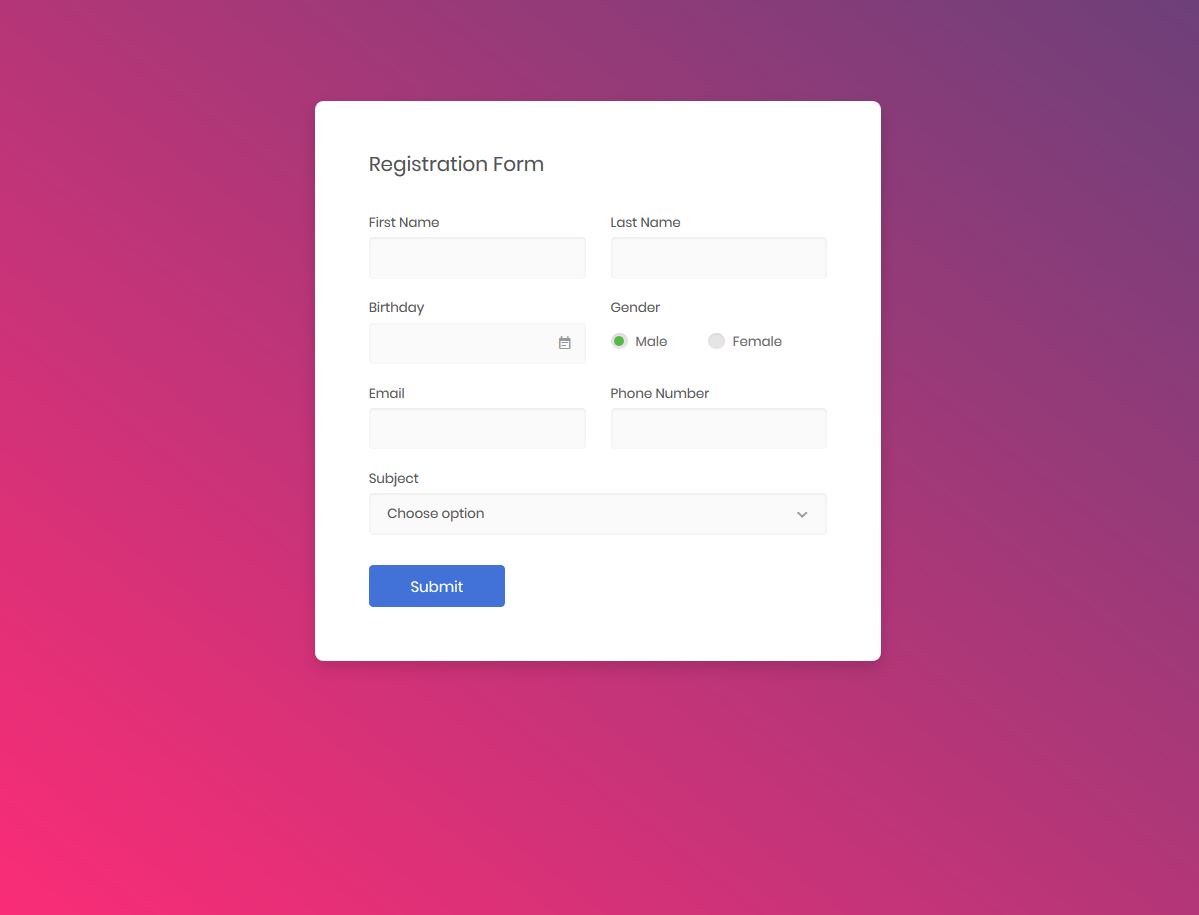 Registration Form
First Name
Last Name
Birthday
Gender
Male
Female
Email
Phone Number
Subject
Choose option
Submit